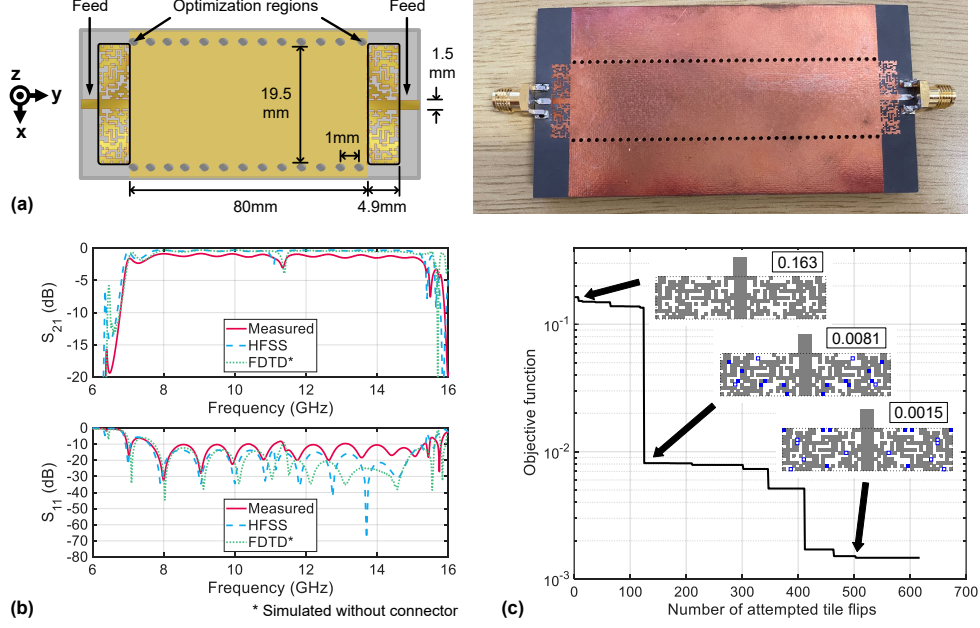 Feed
Optimization regions
Feed
z
y
x
19.5
mm
1.5
mm
1mm
80mm
4.9mm
(a)
0
-5
-10
-15
-20
S21 (dB)
Measured
HFSS
FDTD*
6 8 10 12 14 16
Frequency (GHz)
0
-10
-20
-30
-40
-50
-60
-70
-80
S11 (dB)
Measured
HFSS
FDTD*
6 8 10 12 14 16
Frequency (GHz)
(b)
* Simulated without connector
Objective function
10-1
10-2
10-3
0.163
0.0081
0.0015
0 100 200 300 400 500 600 700
Number of attempted tile flips
(c)